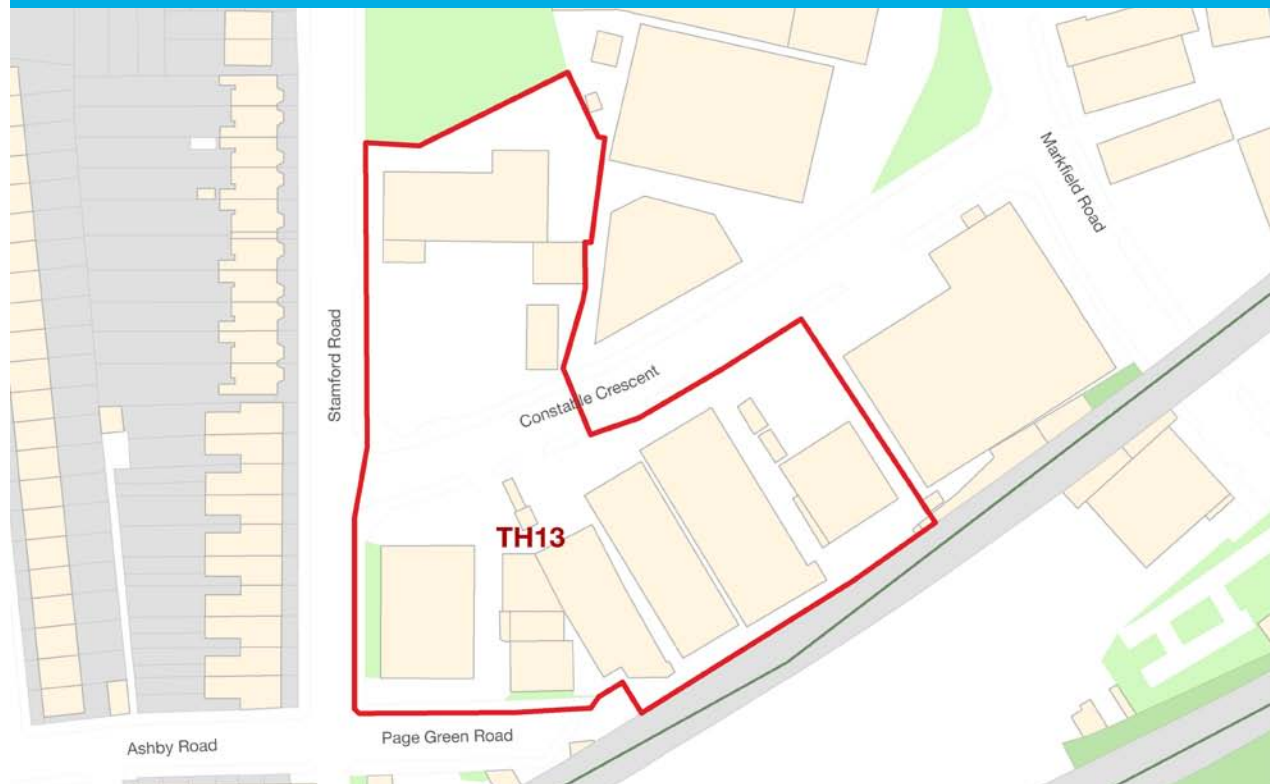 Markfield Road
Stamford Road
Constable Crescent
TH13
Page Green Road
Ashby Road